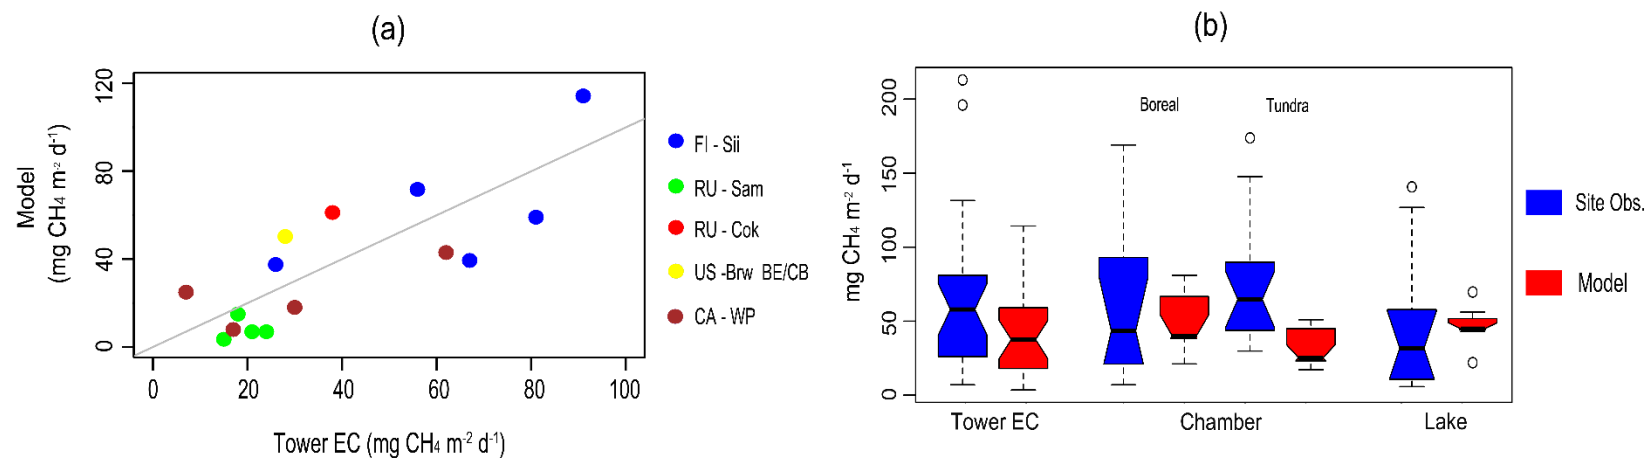 (a)
Model
(mg CH₄ m⁻² d⁻¹)
120
80
40
0
0 20 40 60 80 100
Tower EC (mg CH₄ m⁻² d⁻¹)
FI - Sii
RU - Sam
RU - Cok
US -Brw BE/CB
CA - WP
(b)
mg CH₄ m⁻² d⁻¹
200
150
100
50
0
Boreal Tundra
Tower EC Chamber Lake
Site Obs.
Model